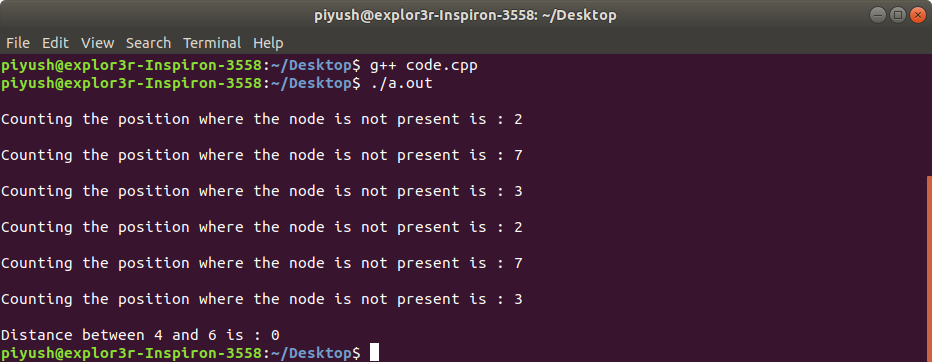 piyush@explor3r-Inspiron-3558: ~/Desktop
File Edit View Search Terminal Help
piyush@explor3r-Inspiron-3558:~/Desktop$ g++ code.cpp
piyush@explor3r-Inspiron-3558:~/Desktop$ ./a.out
Counting the position where the node is not present is : 2
Counting the position where the node is not present is : 7
Counting the position where the node is not present is : 3
Counting the position where the node is not present is : 2
Counting the position where the node is not present is : 7
Counting the position where the node is not present is : 3
Distance between 4 and 6 is : 0
piyush@explor3r-Inspiron-3558:~/Desktop$